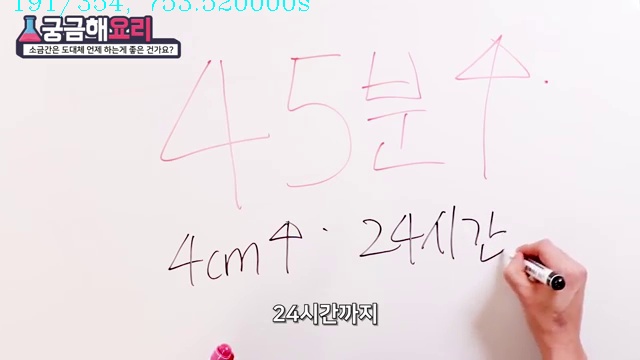 191/354, 753.520000s
궁금해요리
소금간은 도대체 언제 하는게 좋은 건가요?
45분↑.
4cm↑. 24시간
24시간까지